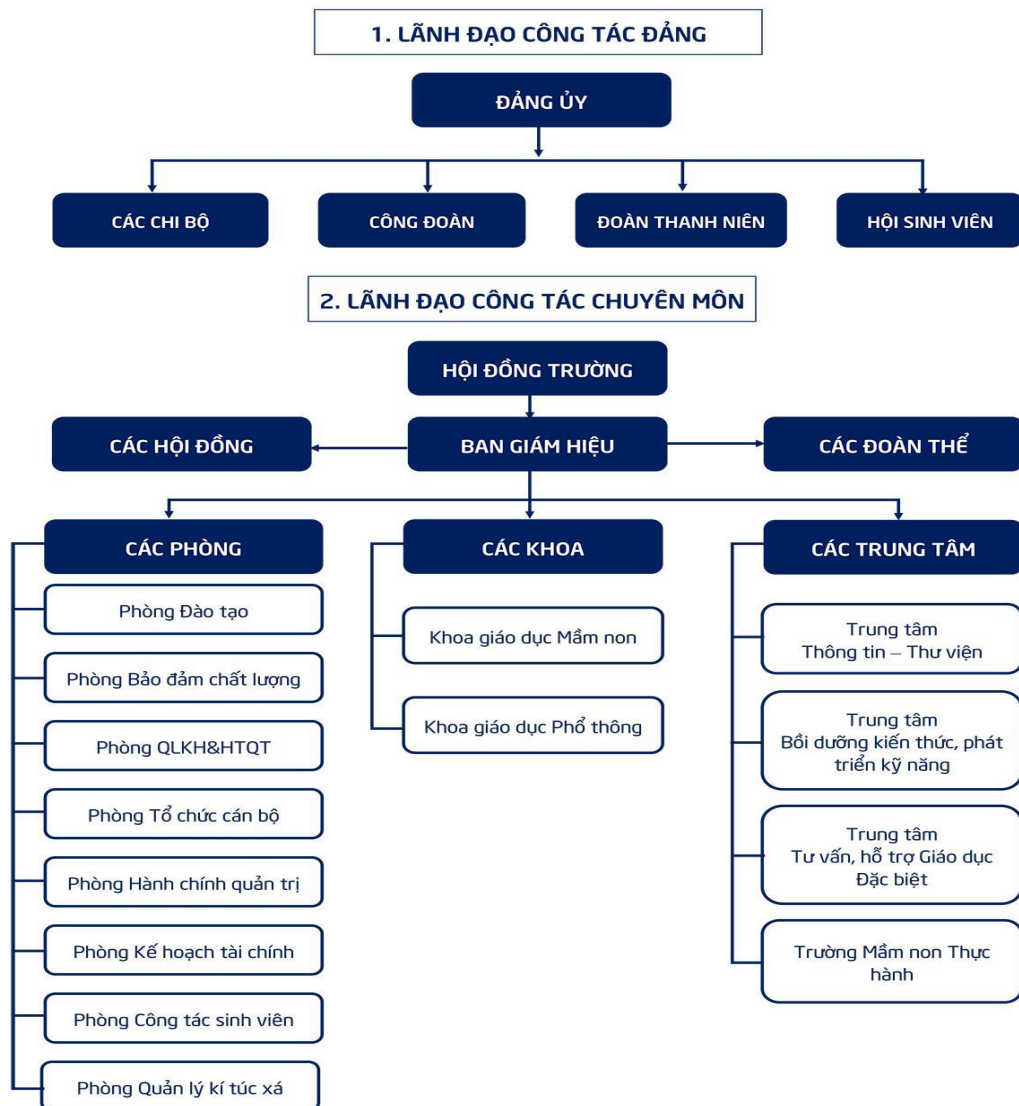 1. LÃNH ĐẠO CÔNG TÁC ĐẢNG
ĐẢNG ỦY
CÁC CHI BỘ
CÔNG ĐOÀN
ĐOÀN THANH NIÊN
HỘI SINH VIÊN
2. LÃNH ĐẠO CÔNG TÁC CHUYÊN MÔN
HỘI ĐỒNG TRƯỜNG
CÁC HỘI ĐỒNG
BAN GIÁM HIỆU
CÁC ĐOÀN THỂ
CÁC PHÒNG
Phòng Đào tạo
Phòng Bảo đảm chất lượng
Phòng QLKH&HTQT
Phòng Tổ chức cán bộ
Phòng Hành chính quản trị
Phòng Kế hoạch tài chính
Phòng Công tác sinh viên
Phòng Quản lý kí túc xá
CÁC KHOA
Khoa giáo dục Mầm non
Khoa giáo dục Phổ thông
CÁC TRUNG TÂM
Trung tâm
Thông tin – Thư viện
Trung tâm
Bồi dưỡng kiến thức, phát
triển kỹ năng
Trung tâm
Tư vấn, hỗ trợ Giáo dục
Đặc biệt
Trường Mầm non Thực
hành